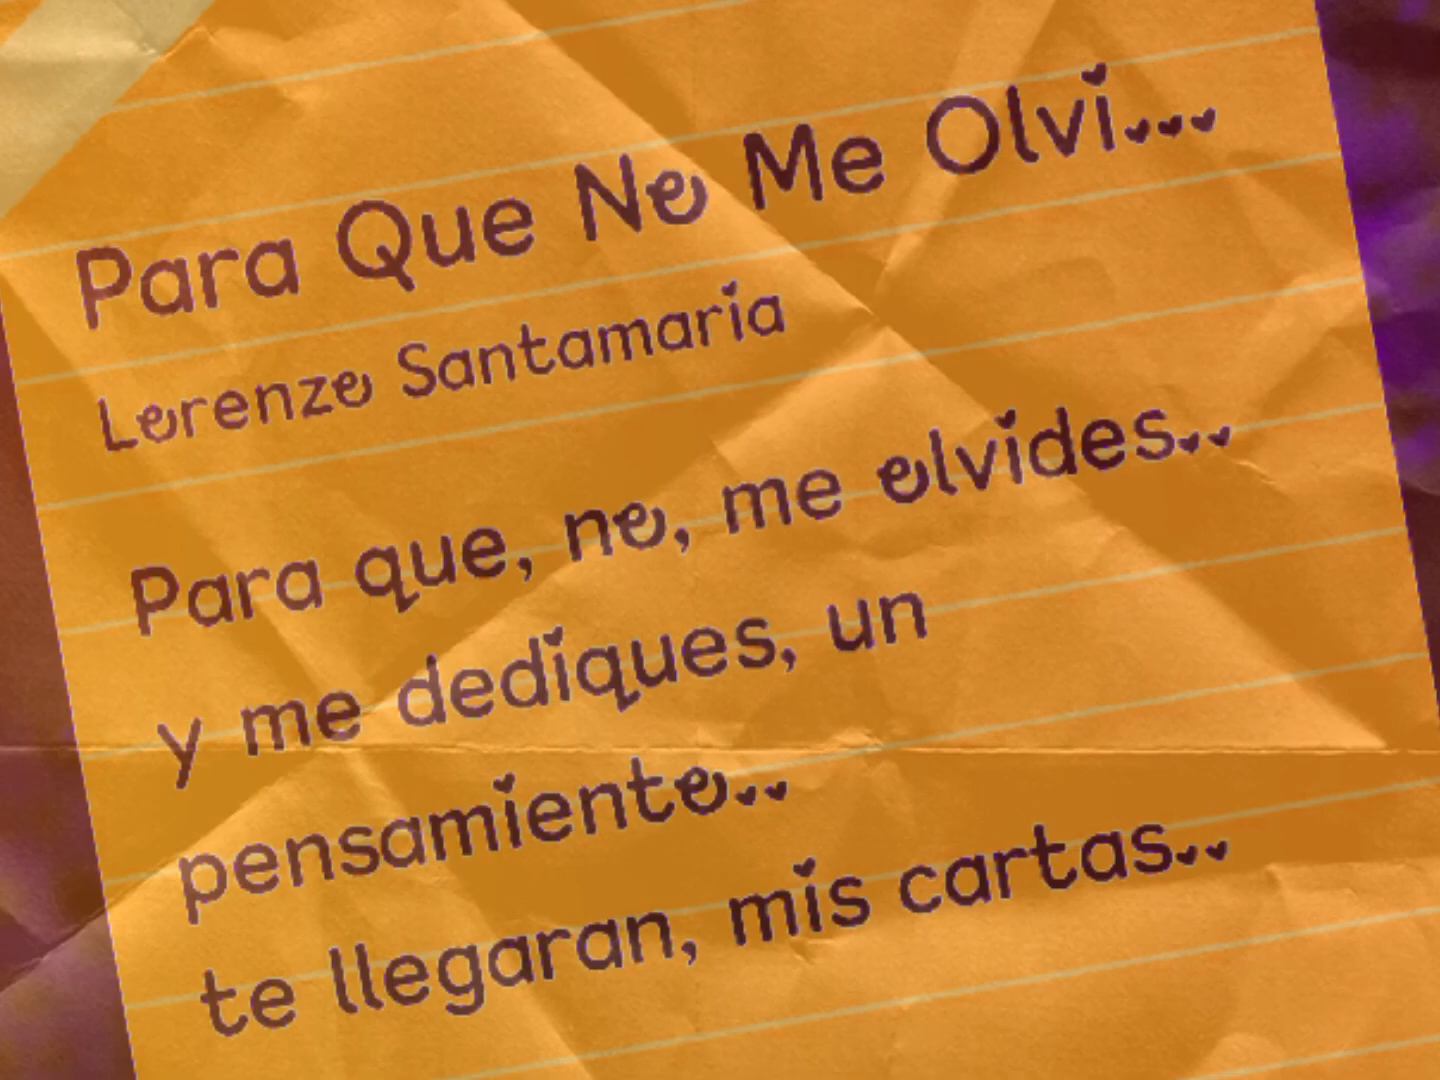 Para Que No Me Olvi...
Lorenzo Santamaría
Para que, no, me olvides..
y me dediques, un
pensamiento..
te llegaran, mis cartas..